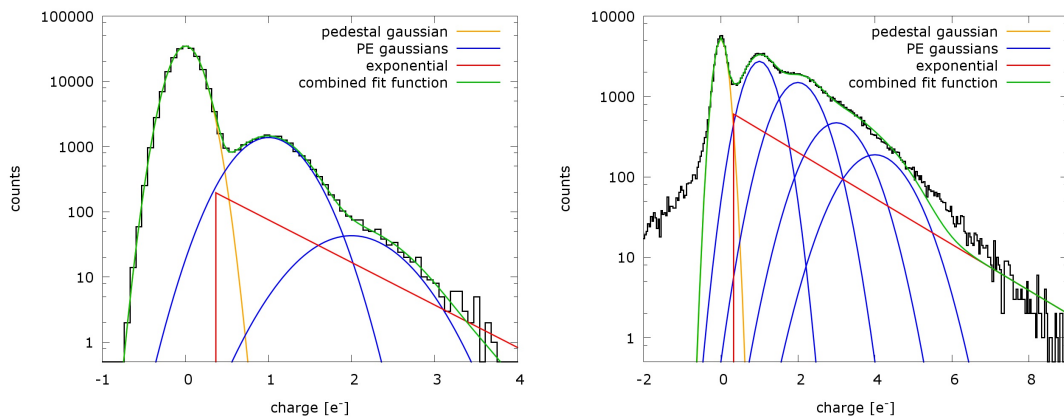 100000
10000
1000
100
10
1
counts
-1
0
1
2
3
4
charge [e⁻]
pedestal gaussian
PE gaussians
exponential
combined fit function
10000
1000
100
10
1
counts
-2
0
2
4
6
8
charge [e⁻]
pedestal gaussian
PE gaussians
exponential
combined fit function